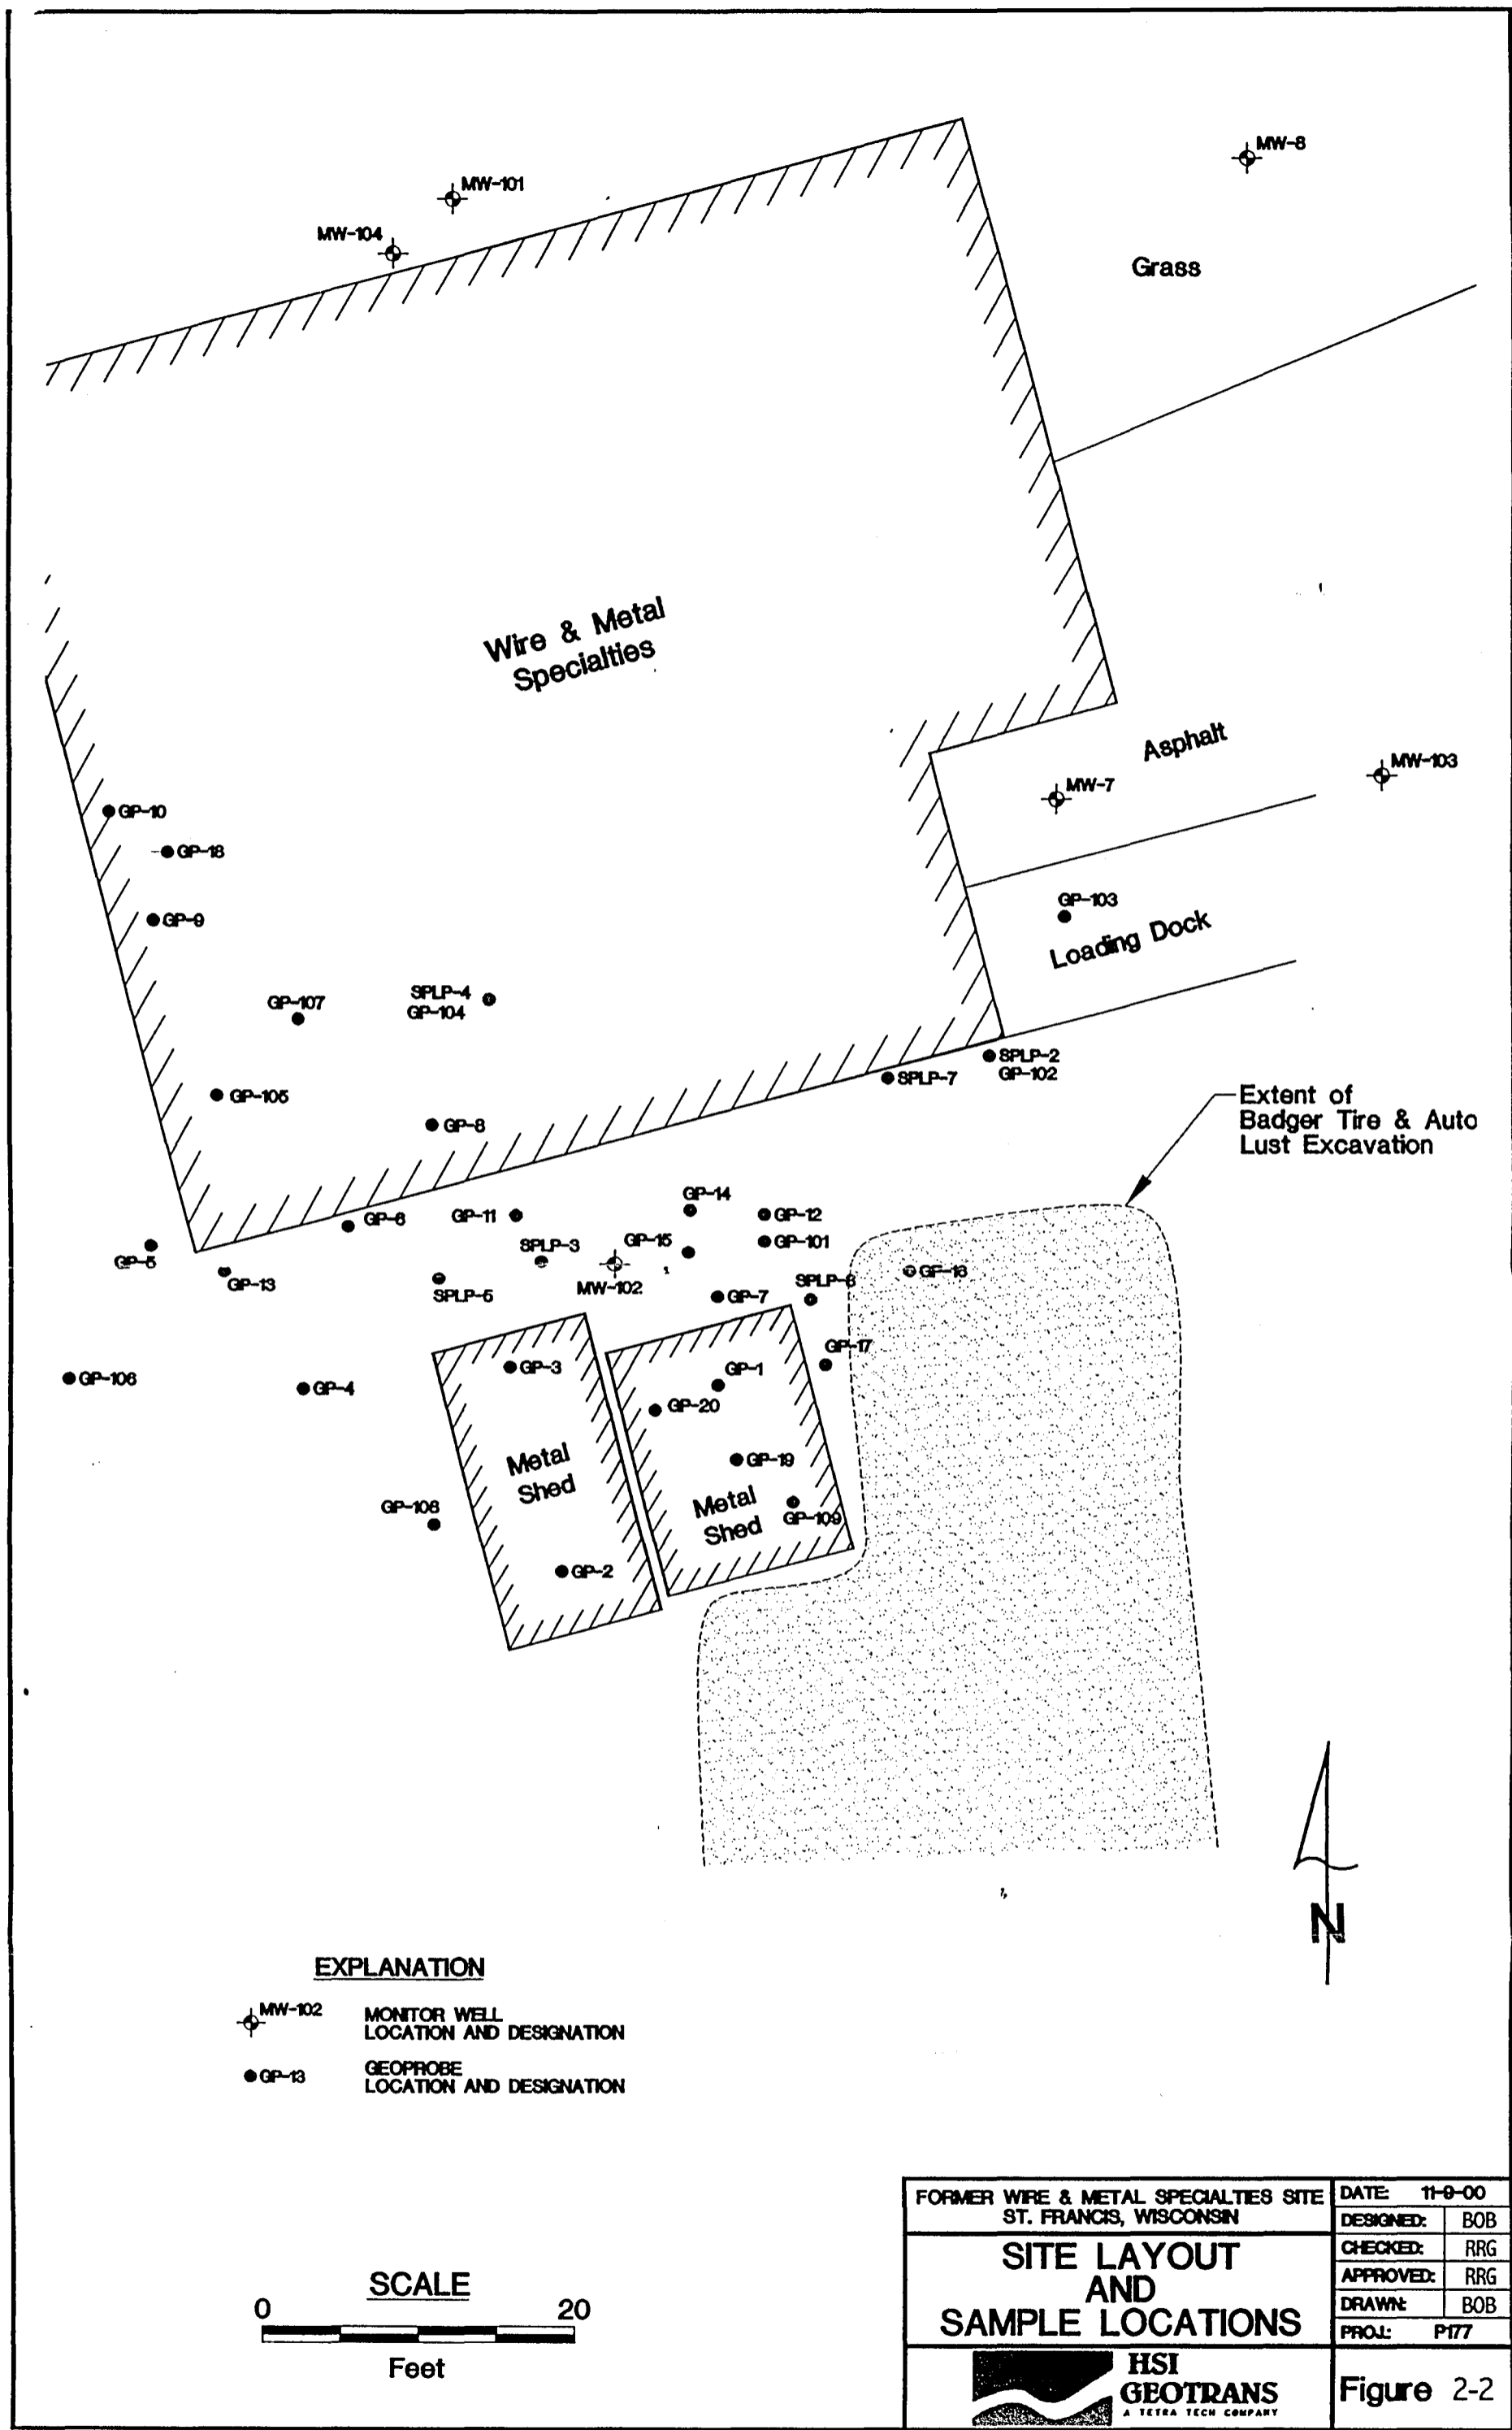 MW-8
MW-101
MW-104
Grass
Wire & Metal
Specialties
Asphalt
MW-103
MW-7
GP-10
GP-18
GP-9
GP-103
Loading Dock
SPLP-4
GP-104
GP-107
SPLP-2
GP-102
SPLP-7
GP-105
GP-8
Extent of
Badger Tire & Auto
Lust Excavation
GP-14
GP-6
GP-11
GP-12
GP-15
GP-101
SPLP-3
GP-5
GP-13
MW-102
SPLP-5
GP-7
GP-17
GP-3
GP-1
GP-106
GP-4
GP-20
Metal
Shed
GP-19
Metal
Shed
GP-109
GP-2
N
EXPLANATION
MW-102
MONITOR WELL
LOCATION AND DESIGNATION
GP-13
GEOPROBE
LOCATION AND DESIGNATION
SCALE
0 20
Feet
FORMER WIRE & METAL SPECIALTIES SITE
ST. FRANCIS, WISCONSIN
SITE LAYOUT
AND
SAMPLE LOCATIONS
DATE: 11-9-00
DESIGNED: BOB
CHECKED: RRG
APPROVED: RRG
DRAWN: BOB
PROJ.: P177
HSI
GEOTRANS
A TETRA TECH COMPANY
Figure 2-2